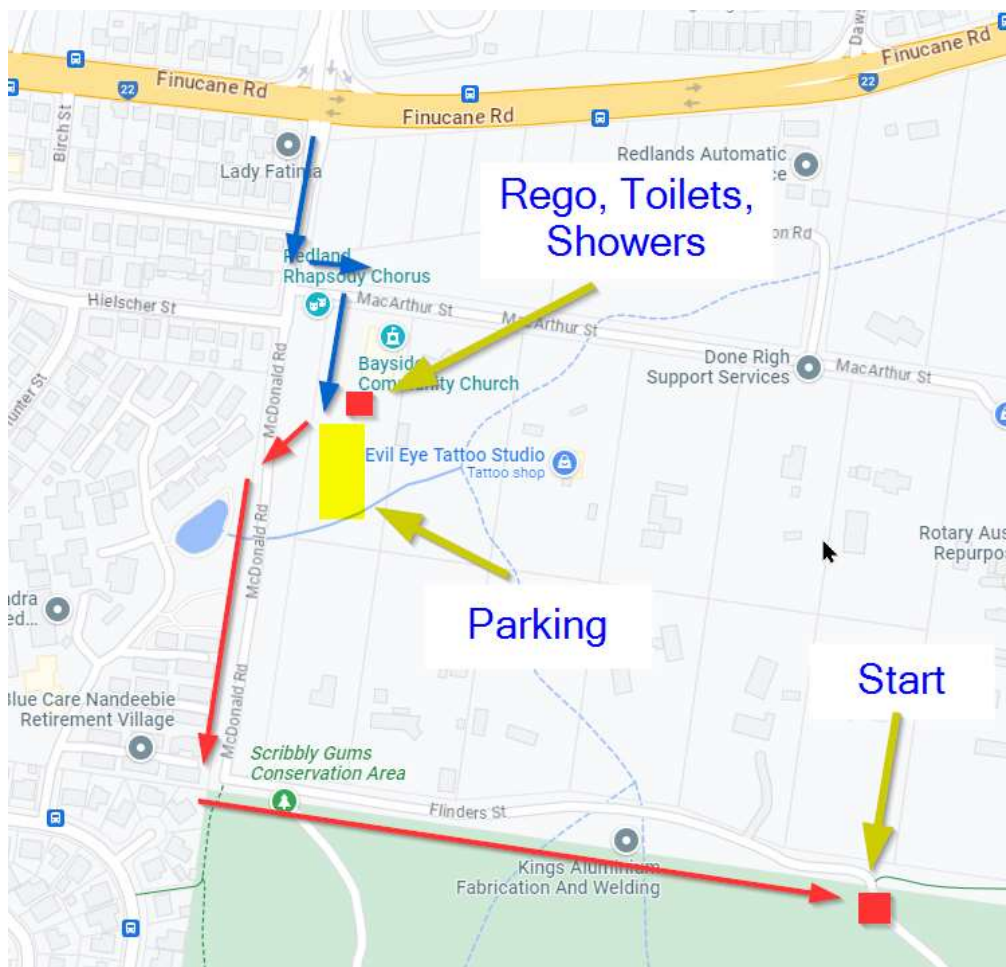 Finucane Rd
22
Finucane Rd
Finucane Rd
22
Birch St
Lady Fatima
Redlands Automatic
Rego, Toilets,
Showers
Redland
Rhapsody Chorus
Hielscher St
MacArthur St
MacArthur St
MacArthur St
Bayside
Community Church
Done Righ
Support Services
McDonald Rd
Evil Eye Tattoo Studio
Tattoo shop
Rotary Aus
Repurpos
McDonald Rd
Parking
Start
Blue Care Nandeebie
Retirement Village
McDonald Rd
Scribbly Gums
Conservation Area
Flinders St
Kings Aluminium
Fabrication And Welding